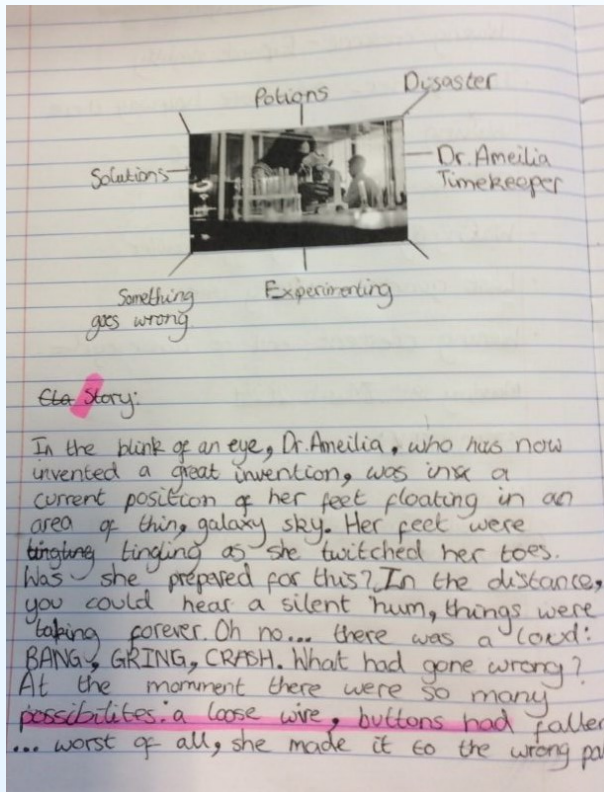 Potions
Disaster
Solutions
Dr. Ameilia
Timekeeper
Something
goes wrong
Experimenting
Sta Story:
In the blink of an eye, Dr. Ameilia, who has now
invented a great invention, was in a
current position of her feet floating in an
area of thin, galaxy sky. Her feet were
tingling tingling as she twitched her toes.
Was she prepared for this? In the distance,
you could hear a silent hum, things were
taking forever. Oh no... there was a loud:
BANG, GRING, CRASH. What had gone wrong?
At the momment there were so many
possibilites: a loose wire, buttons had fallen
... worst of all, she made it to the wrong